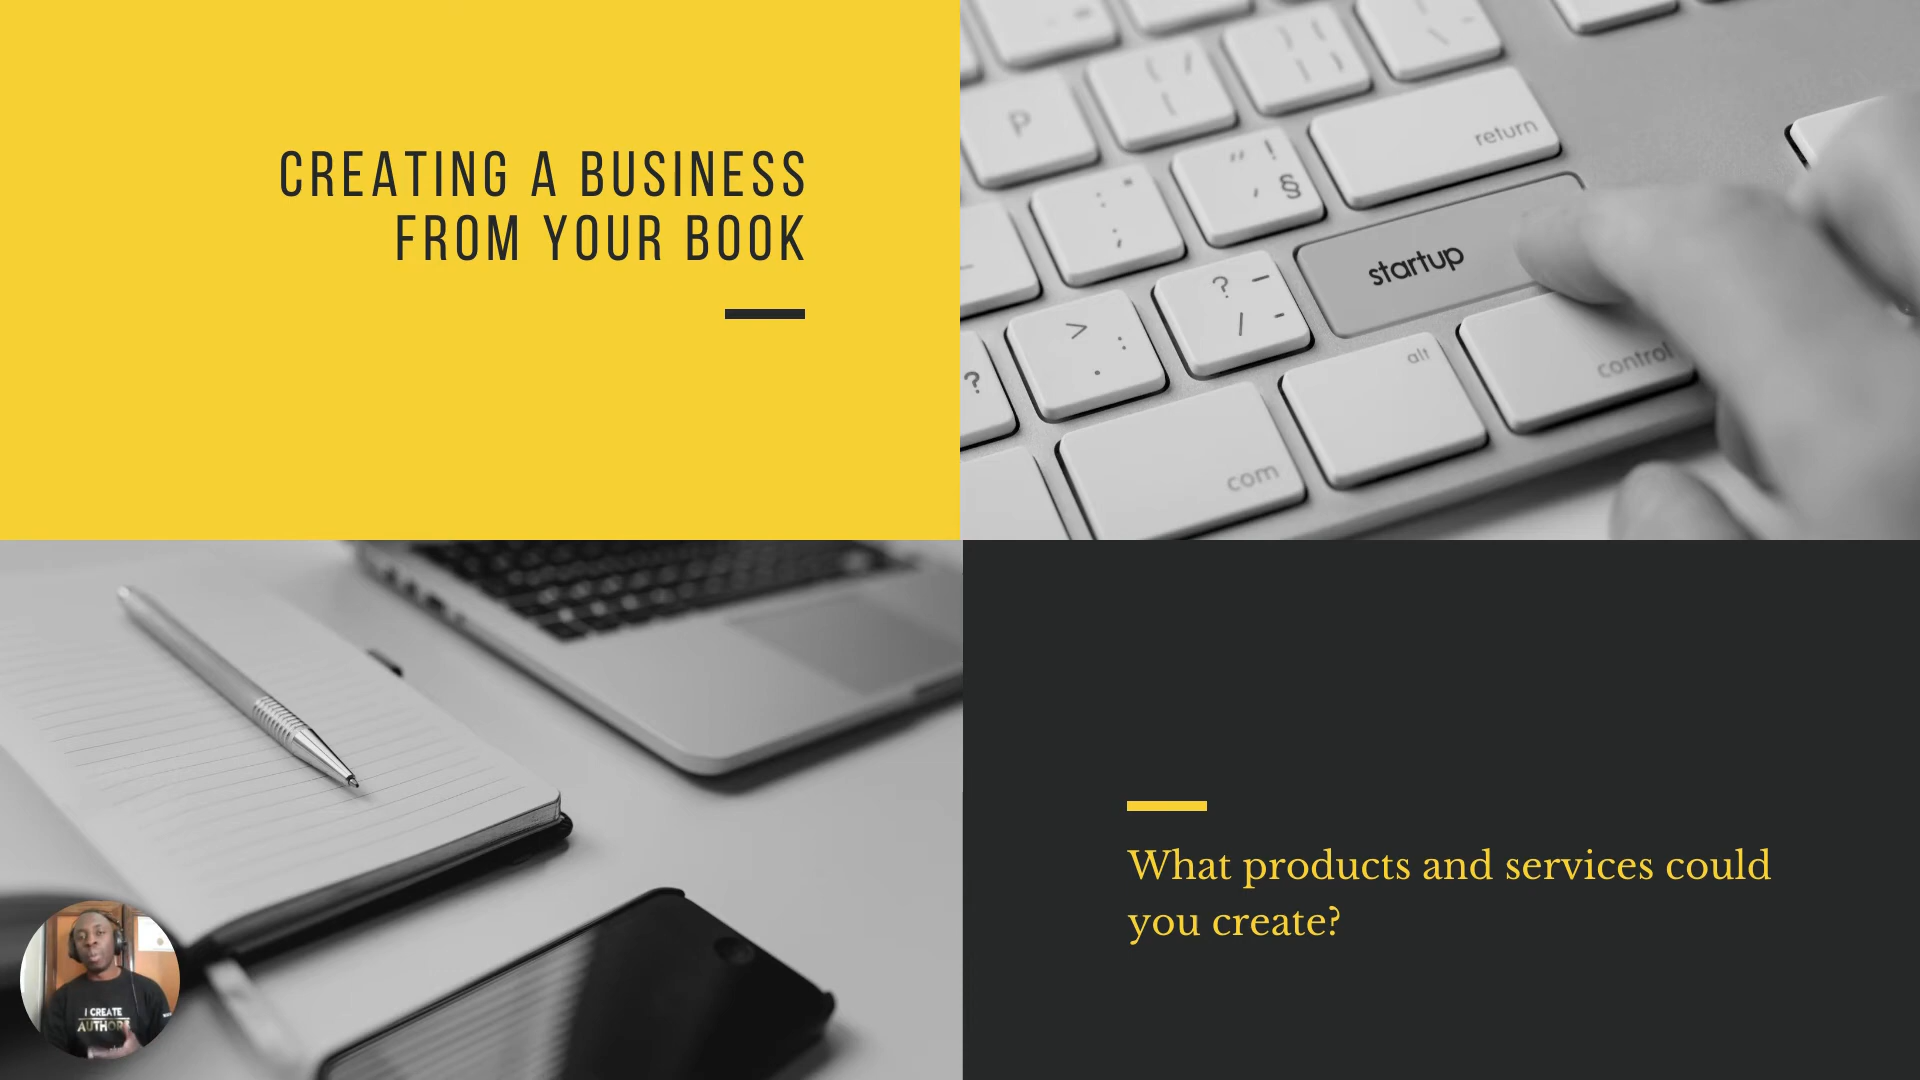 CREATING A BUSINESS
FROM YOUR BOOK
P
return
startup
alt
control
com
What products and services could
you create?
I CREATE
AUTHORS